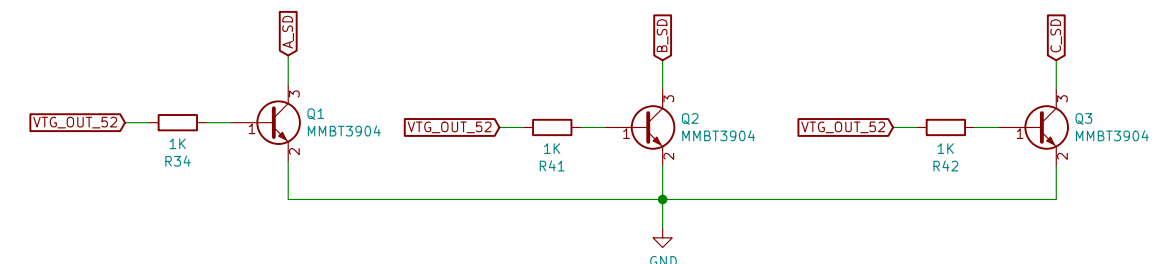 A_SD
VTG_OUT_52
1K
R34
1
3
2
Q1
MMBT3904
B_SD
VTG_OUT_52
1K
R41
1
3
2
Q2
MMBT3904
C_SD
VTG_OUT_52
1K
R42
1
3
2
Q3
MMBT3904
GND